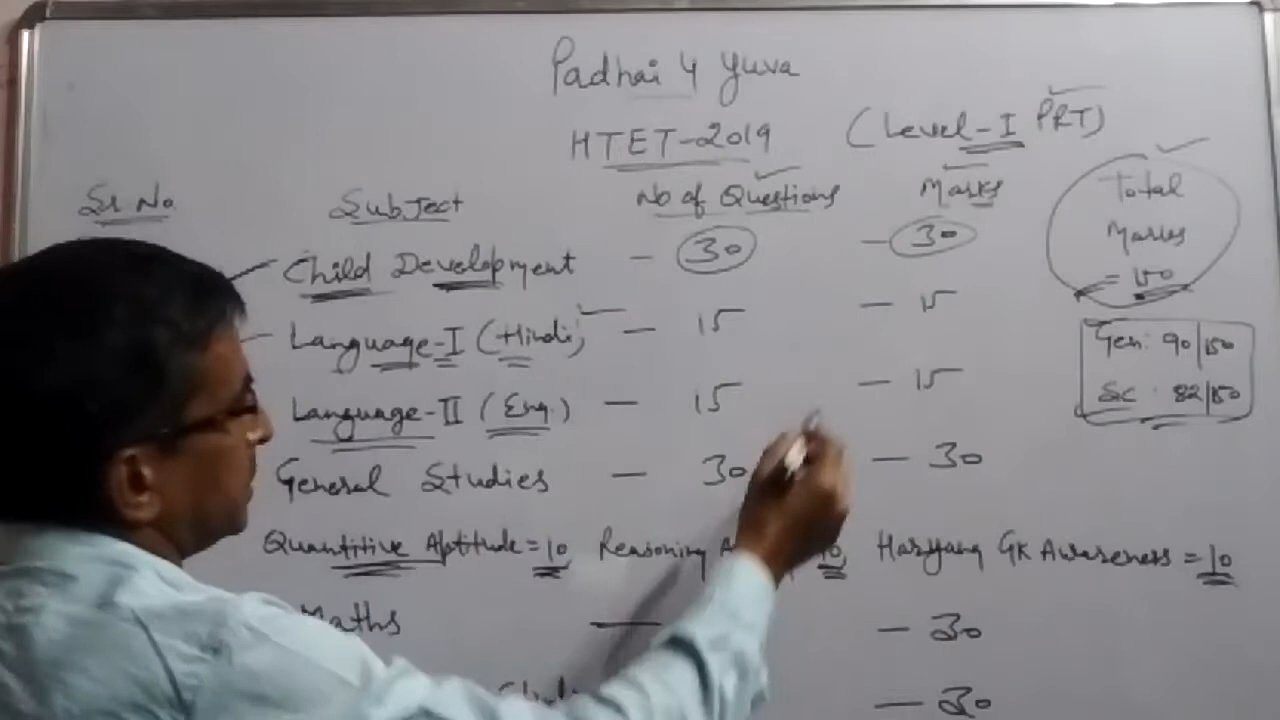 Padhai 4 Yuva
HTET-2019 (Level-I PRT)
Sr No Subject No of Questions Marks
Total Marks = 150
Child Development - 30 - 30
Language-I (Hindi) - 15 - 15
Gen: 90/150
SC : 82/150
Language-II (Eng.) - 15 - 15
General Studies - 30 - 30
Quantitive Aptitude = 10 Reasoning 10, Haryana GK Awareness = 10
Maths - 30
- 30